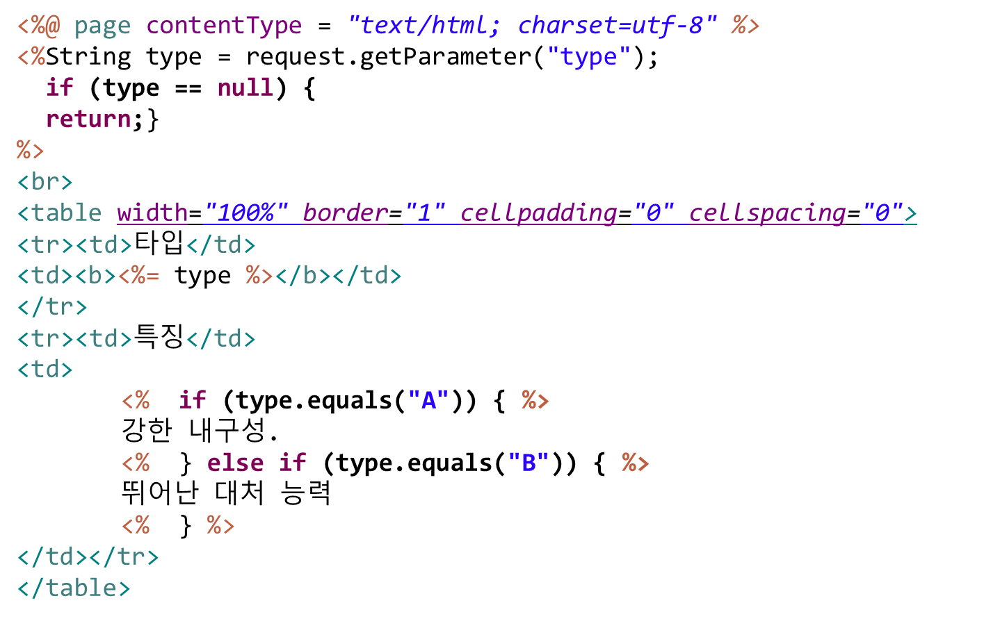 <%@ page contentType = "text/html; charset=utf-8" %>
<%String type = request.getParameter("type");
  if (type == null) {
  return;}
%>
<br>
<table width="100%" border="1" cellpadding="0" cellspacing="0">
<tr><td>타입</td>
<td><b><%= type %></b></td>
</tr>
<tr><td>특징</td>
<td>
        <%  if (type.equals("A")) { %>
        강한 내구성.
        <%  } else if (type.equals("B")) { %>
        뛰어난 대처 능력
        <%  } %>
</td></tr>
</table>